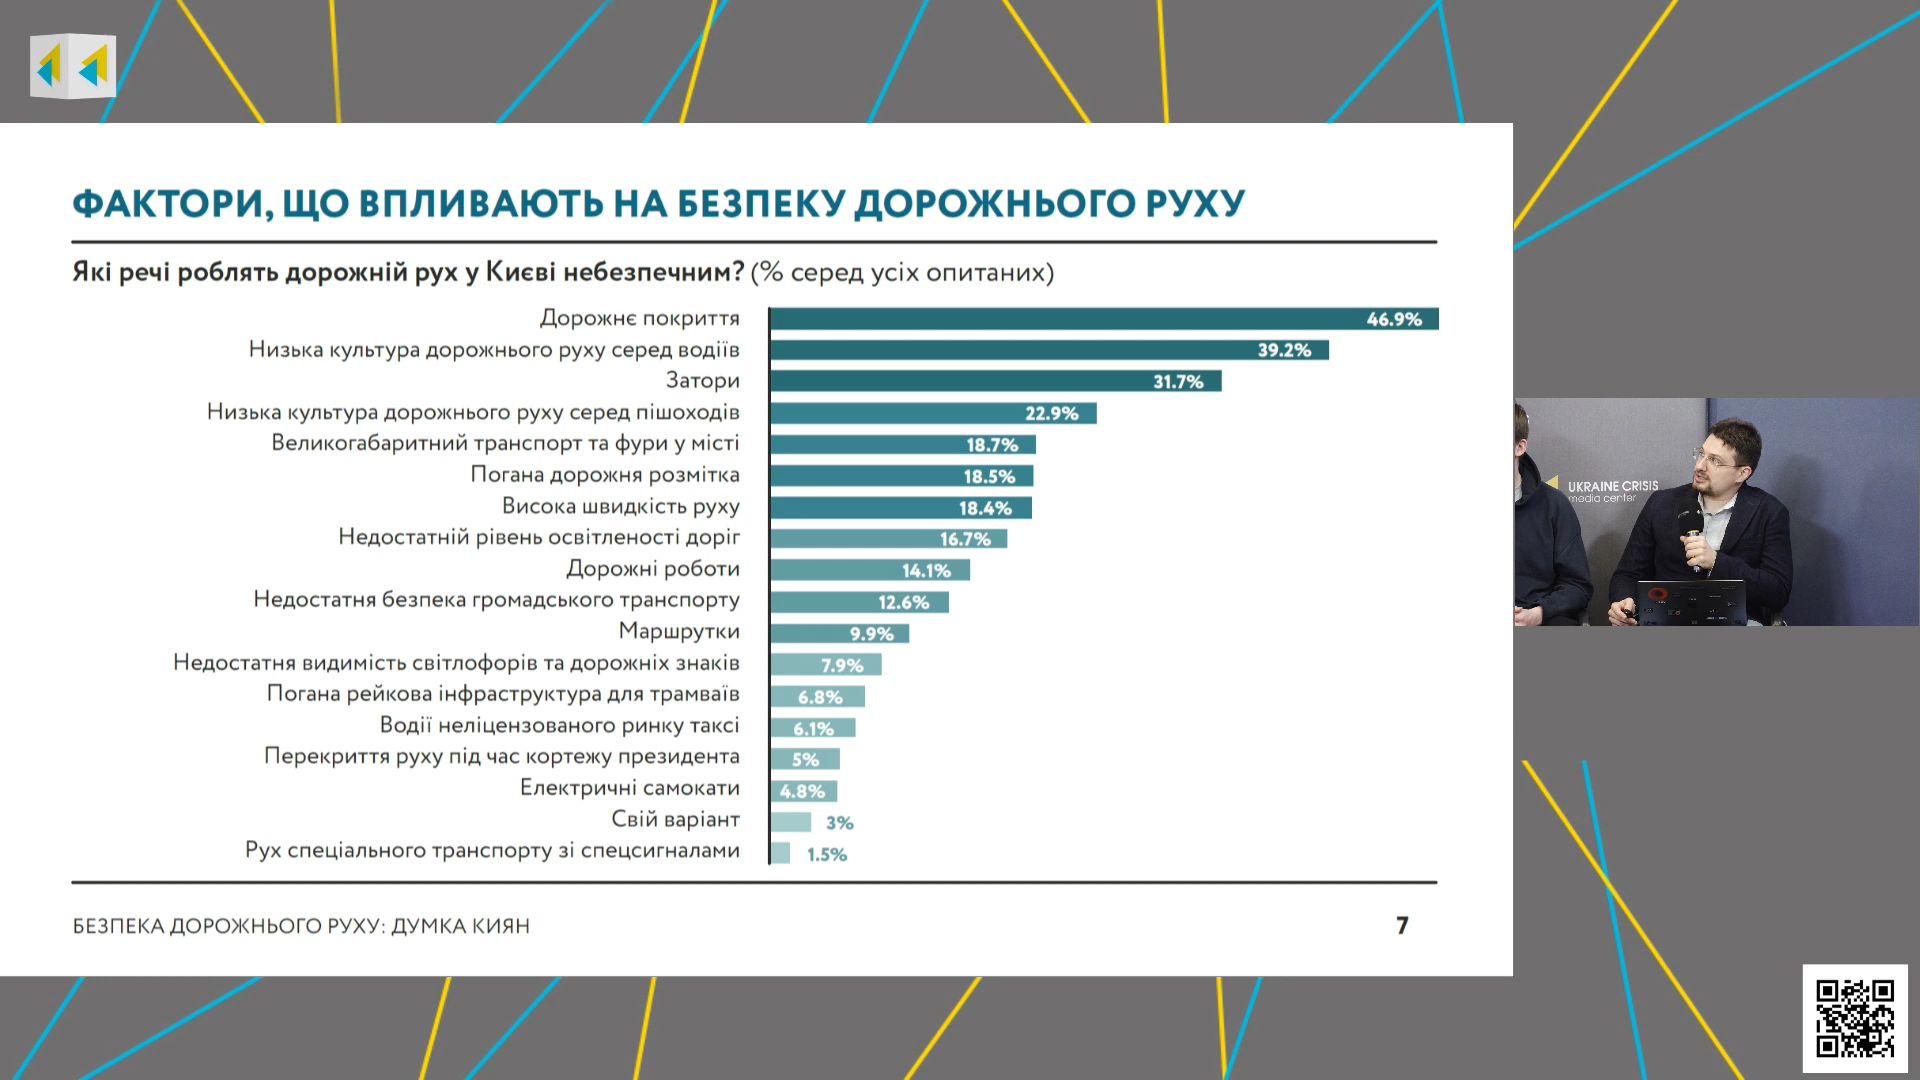 ФАКТОРИ, ЩО ВПЛИВАЮТЬ НА БЕЗПЕКУ ДОРОЖНЬОГО РУХУ
Які речі роблять дорожній рух у Києві небезпечним? (% серед усіх опитаних)
Дорожнє покриття 46.9%
Низька культура дорожнього руху серед водіїв 39.2%
Затори 31.7%
Низька культура дорожнього руху серед пішоходів 22.9%
Великогабаритний транспорт та фури у місті 18.7%
Погана дорожня розмітка 18.5%
Висока швидкість руху 18.4%
Недостатній рівень освітленості доріг 16.7%
Дорожні роботи 14.1%
Недостатня безпека громадського транспорту 12.6%
Маршрутки 9.9%
Недостатня видимість світлофорів та дорожніх знаків 7.9%
Погана рейкова інфраструктура для трамваїв 6.8%
Водії неліцензованого ринку таксі 6.1%
Перекриття руху під час кортежу президента 5%
Електричні самокати 4.8%
Свій варіант 3%
Рух спеціального транспорту зі спецсигналами 1.5%
БЕЗПЕКА ДОРОЖНЬОГО РУХУ: ДУМКА КИЯН 7
UKRAINE CRISIS
media center